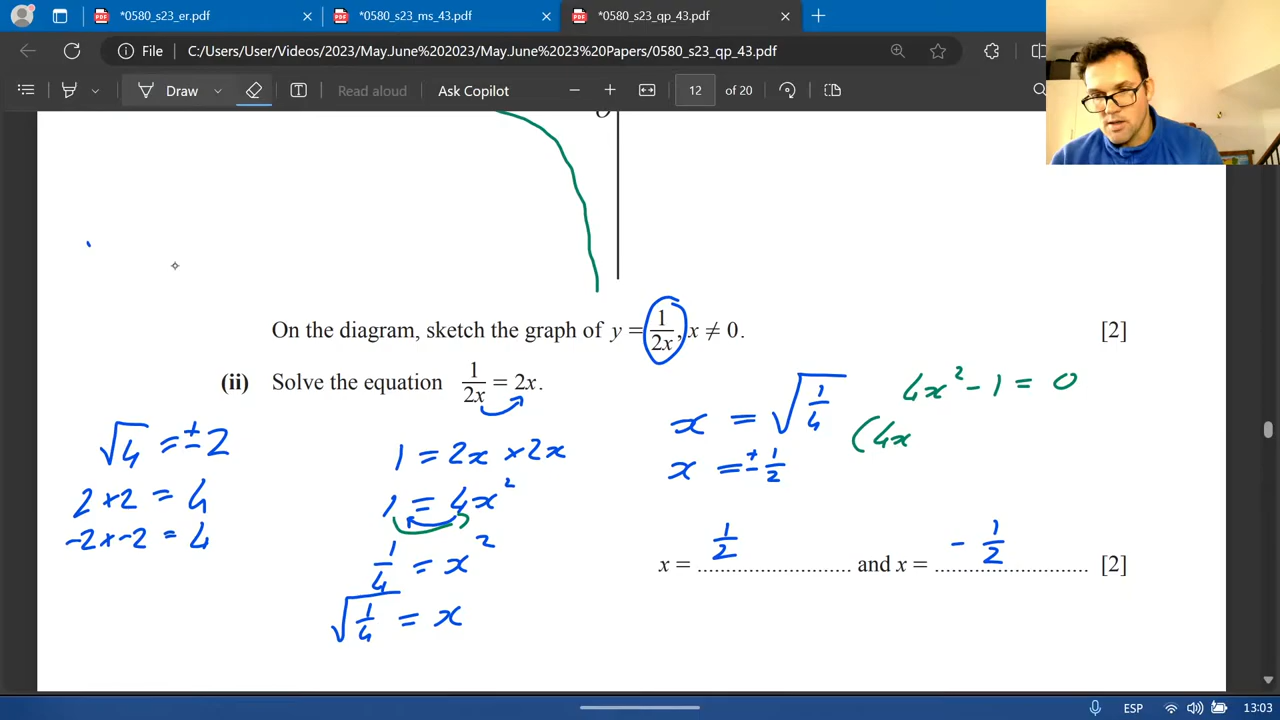 *0580_s23_er.pdf
*0580_s23_ms_43.pdf
*0580_s23_qp_43.pdf
File C:/Users/User/Videos/2023/May.June%202023/May.June%2023%20Papers/0580_s23_qp_43.pdf
Draw Read aloud Ask Copilot 12 of 20
O
On the diagram, sketch the graph of y = 1/2x, x ≠ 0. [2]
(ii) Solve the equation 1/2x = 2x.
√4 = ±2
2 × 2 = 4
-2 × -2 = 4
1 = 2x × 2x
1 = 4x²
1/4 = x²
√1/4 = x
x = √1/4
x = ± 1/2
4x² - 1 = 0
(4x
x = 1/2 and x = - 1/2 [2]
ESP 13:03